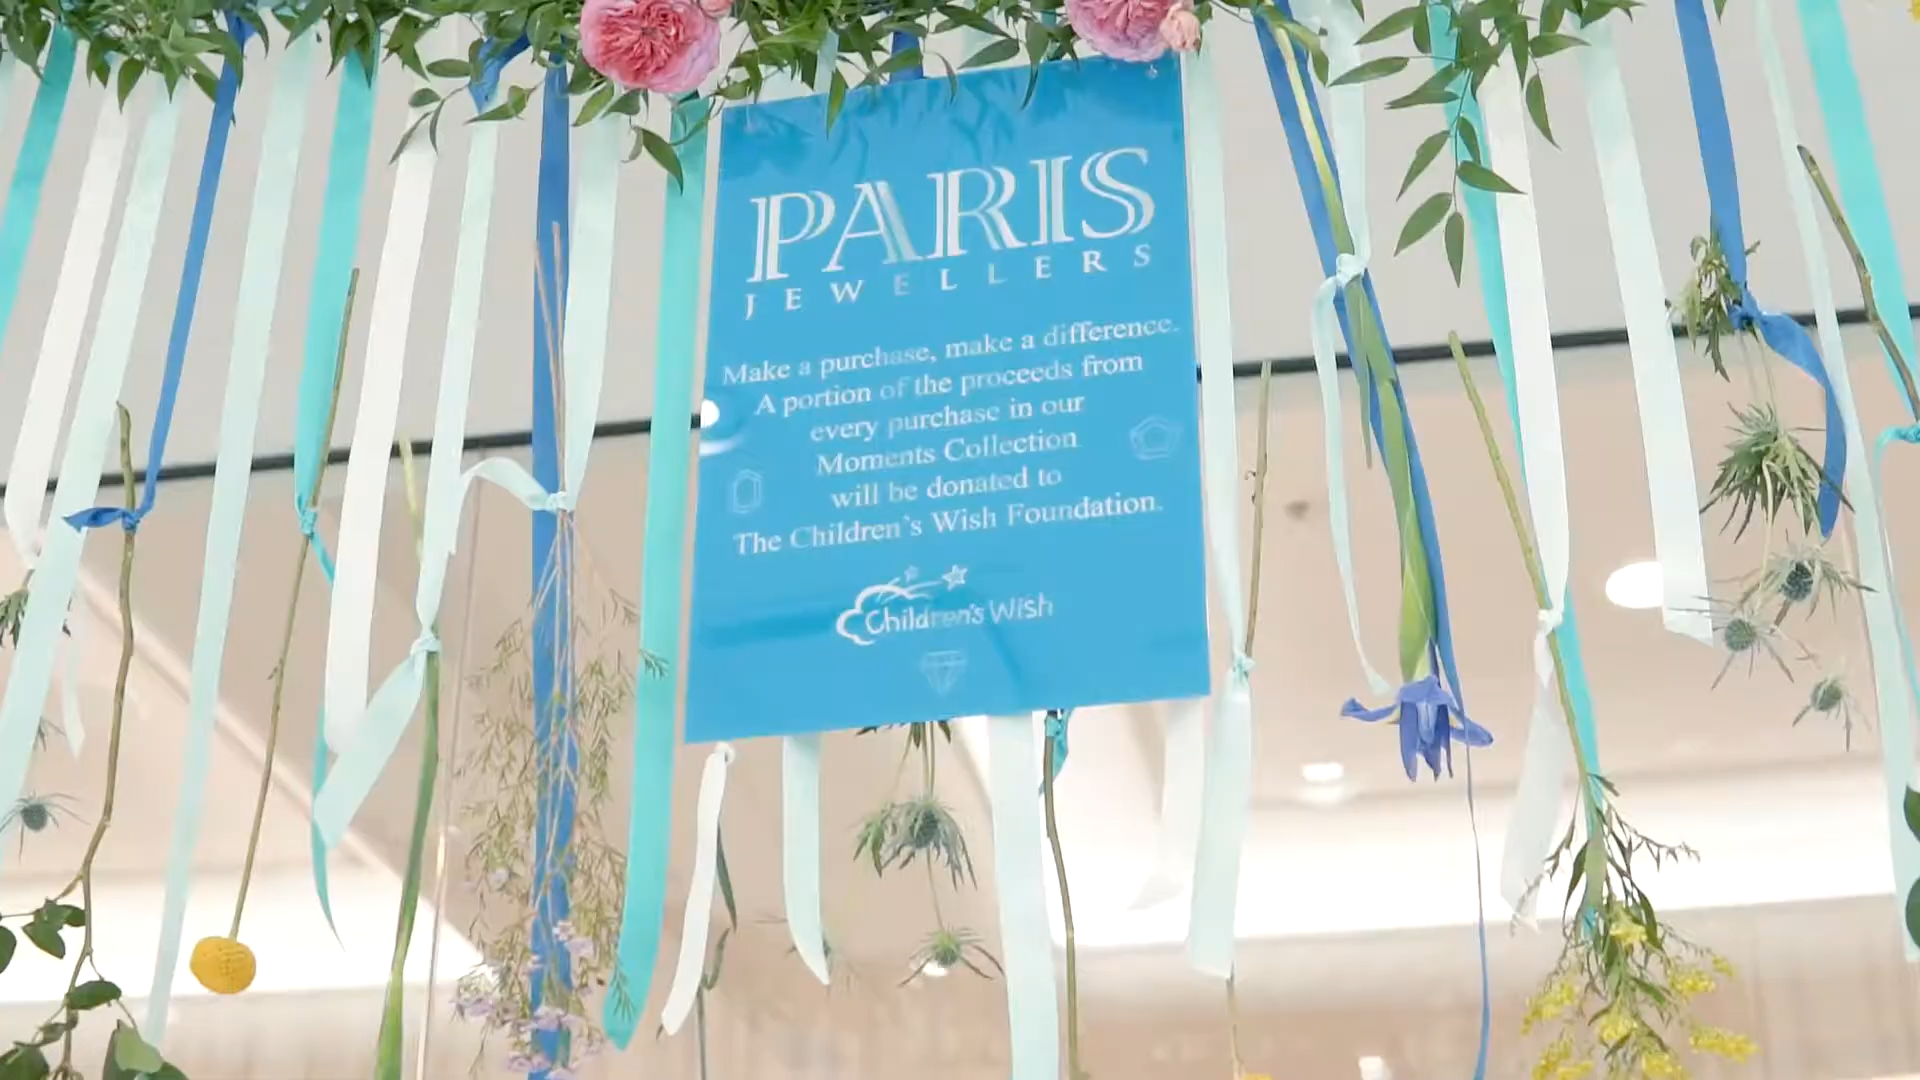 PARIS
JEWELLERS
Make a purchase, make a difference.
A portion of the proceeds from
every purchase in our
Moments Collection
will be donated to
The Children's Wish Foundation.
Children's Wish